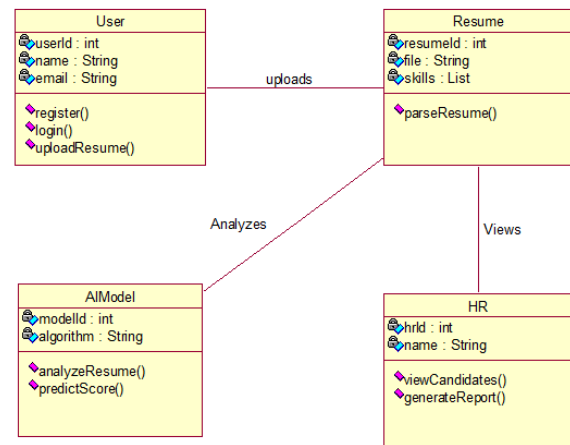 User
userId : int
name : String
email : String
register()
login()
uploadResume()
uploads
Resume
resumeId : int
file : String
skills : List
parseResume()
Analyzes
Views
AIModel
modelId : int
algorithm : String
analyzeResume()
predictScore()
HR
hrId : int
name : String
viewCandidates()
generateReport()